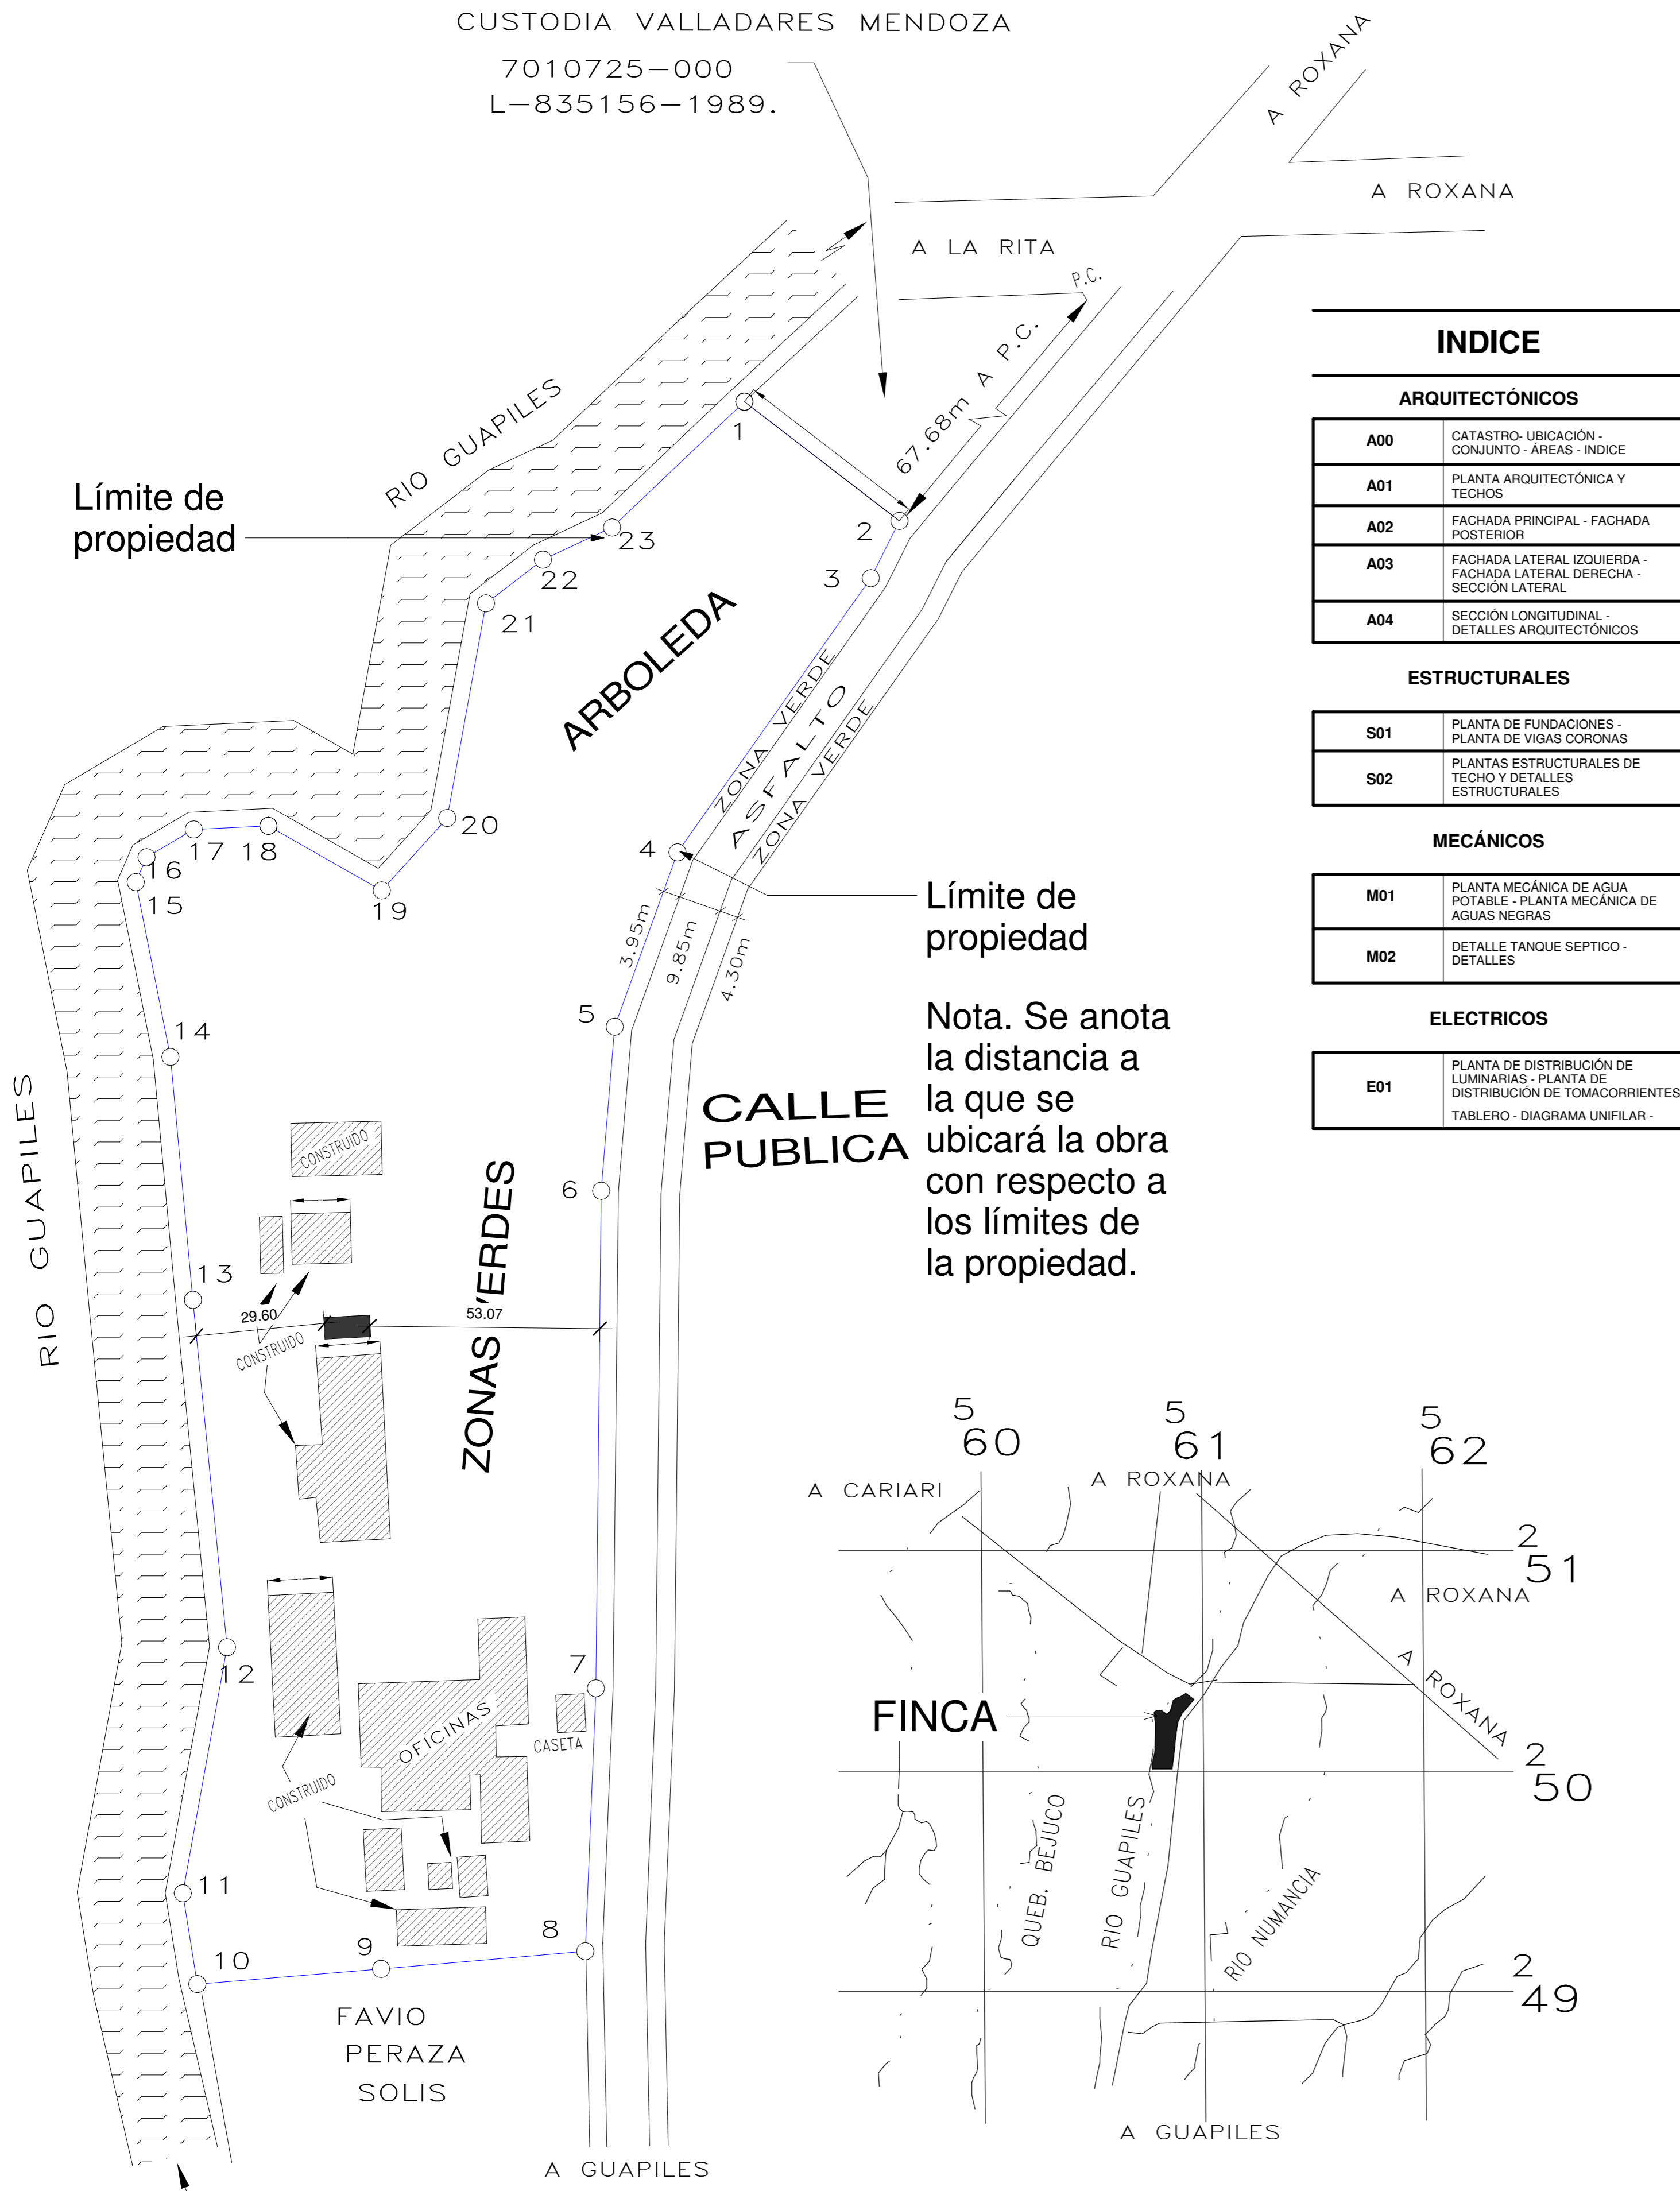 CUSTODIA VALLADARES MENDOZA
7010725-000
L-835156-1989.
A ROXANA
A ROXANA
A LA RITA
P.C.
67.68m A P.C.
RIO GUAPILES
Límite de
propiedad
1
2
3
23
22
21
ARBOLEDA
ZONA VERDE
ASFALTO
ZONA VERDE
20
4
17
18
16
15
19
3.95m
9.85m
4.30m
5
14
Límite de
propiedad
Nota. Se anota
la distancia a
la que se
ubicará la obra
con respecto a
los límites de
la propiedad.
CALLE
PUBLICA
RIO GUAPILES
CONSTRUIDO
6
ZONAS VERDES
13
29.60
53.07
CONSTRUIDO
12
7
OFICINAS
CASETA
CONSTRUIDO
11
8
9
10
FAVIO
PERAZA
SOLIS
A GUAPILES
INDICE
ARQUITECTÓNICOS
A00
CATASTRO- UBICACIÓN -
CONJUNTO - ÁREAS - INDICE
A01
PLANTA ARQUITECTÓNICA Y
TECHOS
A02
FACHADA PRINCIPAL - FACHADA
POSTERIOR
A03
FACHADA LATERAL IZQUIERDA -
FACHADA LATERAL DERECHA -
SECCIÓN LATERAL
A04
SECCIÓN LONGITUDINAL -
DETALLES ARQUITECTÓNICOS
ESTRUCTURALES
S01
PLANTA DE FUNDACIONES -
PLANTA DE VIGAS CORONAS
S02
PLANTAS ESTRUCTURALES DE
TECHO Y DETALLES
ESTRUCTURALES
MECÁNICOS
M01
PLANTA MECÁNICA DE AGUA
POTABLE - PLANTA MECÁNICA DE
AGUAS NEGRAS
M02
DETALLE TANQUE SEPTICO -
DETALLES
ELECTRICOS
E01
PLANTA DE DISTRIBUCIÓN DE
LUMINARIAS - PLANTA DE
DISTRIBUCIÓN DE TOMACORRIENTES
TABLERO - DIAGRAMA UNIFILAR -
5
60
5
61
5
62
A CARIARI
A ROXANA
2
51
A ROXANA
A ROXANA
FINCA
2
50
QUEB. BEJUCO
RIO GUAPILES
RIO NUMANCIA
2
49
A GUAPILES